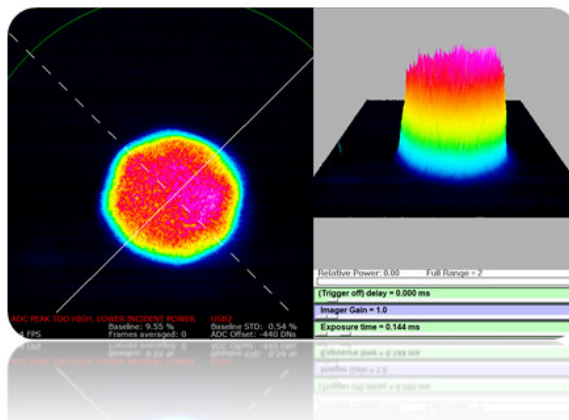 ADC PEAK TOO HIGH. LOWER INCIDENT POWER USB2
Baseline: 9.55 % Baseline STD: 0.54 %
4 FPS Frames averaged: 0 ADC Offset: -440 DNs
Relative Power: 0.00 Full Range = 2
(Trigger off) delay = 0.000 ms
Imager Gain = 1.0
Exposure time = 0.144 ms